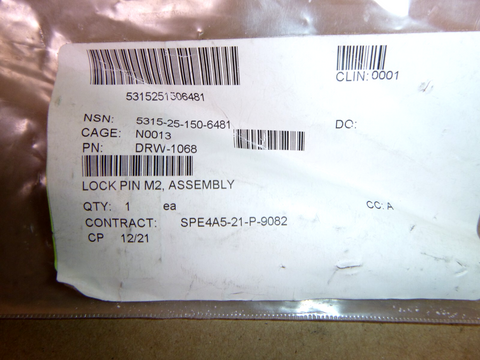 CLIN: 0001
5315251506481
NSN: 5315-25-150-6481 DO:
CAGE: N0013
PN: DRW-1068
LOCK PIN M2, ASSEMBLY
QTY: 1 ea CC: A
CONTRACT: SPE4A5-21-P-9082
CP 12/21